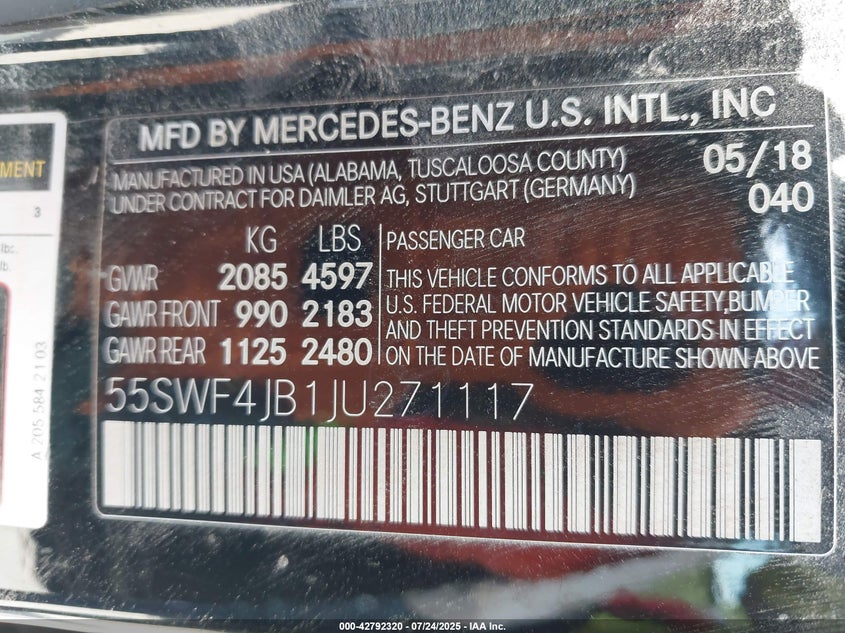 MFD BY MERCEDES-BENZ U.S. INTL., INC
MANUFACTURED IN USA (ALABAMA, TUSCALOOSA COUNTY) 05/18
UNDER CONTRACT FOR DAIMLER AG, STUTTGART (GERMANY) 040
KG LBS PASSENGER CAR
GVWR 2085 4597 THIS VEHICLE CONFORMS TO ALL APPLICABLE
GAWR FRONT 990 2183 U.S. FEDERAL MOTOR VEHICLE SAFETY,BUMPER
AND THEFT PREVENTION STANDARDS IN EFFECT
GAWR REAR 1125 2480 ON THE DATE OF MANUFACTURE SHOWN ABOVE
55SWF4JB1JU271117
MENT
3
lbc.
lb.
A 205 584 21 03
000-42792320 - 07/24/2025 - IAA Inc.